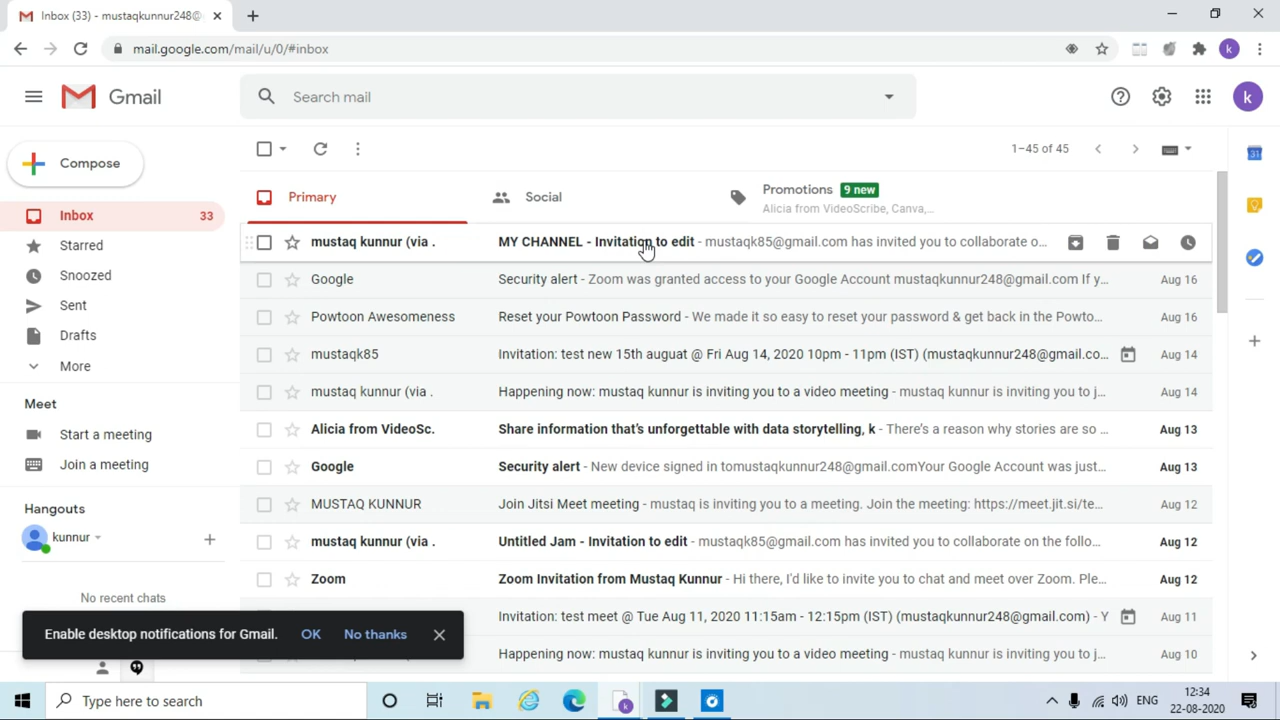 Inbox (33) - mustaqkunnur248@
mail.google.com/mail/u/0/#inbox
k
Gmail
Search mail
k
Compose
1–45 of 45
31
Inbox 33
Primary
Social
Promotions 9 new
Alicia from VideoScribe, Canva,...
Starred
mustaq kunnur (via . MY CHANNEL - Invitation to edit - mustaqk85@gmail.com has invited you to collaborate o...
Snoozed
Google Security alert - Zoom was granted access to your Google Account mustaqkunnur248@gmail.com If y... Aug 16
Sent
Powtoon Awesomeness Reset your Powtoon Password - We made it so easy to reset your password & get back in the Powto... Aug 16
Drafts
mustaqk85 Invitation: test new 15th auguat @ Fri Aug 14, 2020 10pm - 11pm (IST) (mustaqkunnur248@gmail.co... Aug 14
More
mustaq kunnur (via . Happening now: mustaq kunnur is inviting you to a video meeting - mustaq kunnur is inviting you to j... Aug 14
Meet
Start a meeting
Alicia from VideoSc. Share information that’s unforgettable with data storytelling, k - There’s a reason why stories are so ... Aug 13
Join a meeting
Google Security alert - New device signed in tomustaqkunnur248@gmail.comYour Google Account was just... Aug 13
Hangouts
MUSTAQ KUNNUR Join Jitsi Meet meeting - mustaq is inviting you to a meeting. Join the meeting: https://meet.jit.si/te... Aug 12
kunnur
mustaq kunnur (via . Untitled Jam - Invitation to edit - mustaqk85@gmail.com has invited you to collaborate on the follo... Aug 12
Zoom Zoom Invitation from Mustaq Kunnur - Hi there, I'd like to invite you to chat and meet over Zoom. Ple... Aug 12
No recent chats
Invitation: test meet @ Tue Aug 11, 2020 11:15am - 12:15pm (IST) (mustaqkunnur248@gmail.com) - Y Aug 11
Enable desktop notifications for Gmail. OK No thanks
Happening now: mustaq kunnur is inviting you to a video meeting - mustaq kunnur is inviting you to j... Aug 10
Type here to search
k
ENG
12:34
22-08-2020